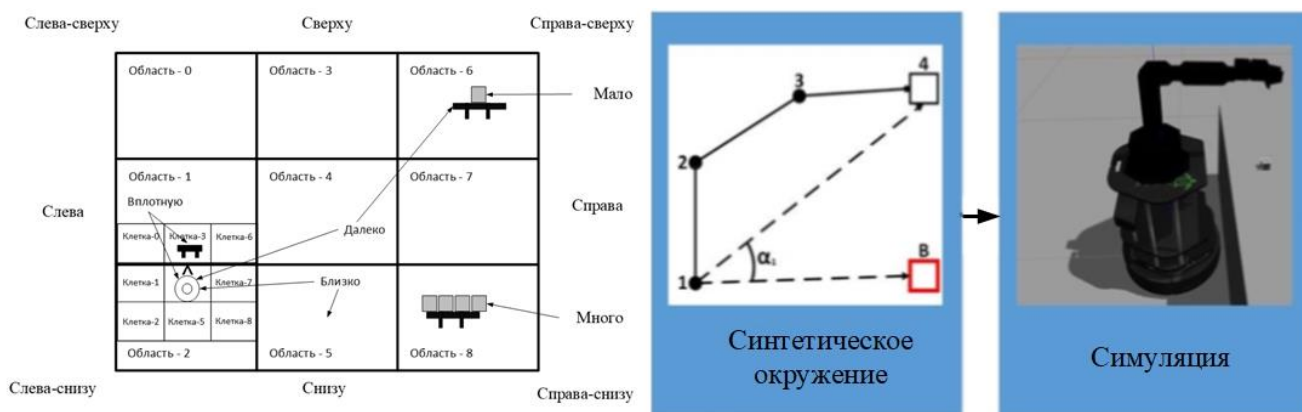 Слева-сверху
Сверху
Справа-сверху
Область - 0
Область - 3
Область - 6
Мало
Область - 1
Область - 4
Область - 7
Вплотную
Слева
Справа
Далеко
Клетка-0
Клетка-3
Клетка-6
Клетка-1
Клетка-7
Близко
Клетка-2
Клетка-5
Клетка-8
Много
Область - 2
Область - 5
Область - 8
Слева-снизу
Снизу
Справа-снизу
4
3
2
B
α₁
1
Синтетическое
окружение
Симуляция